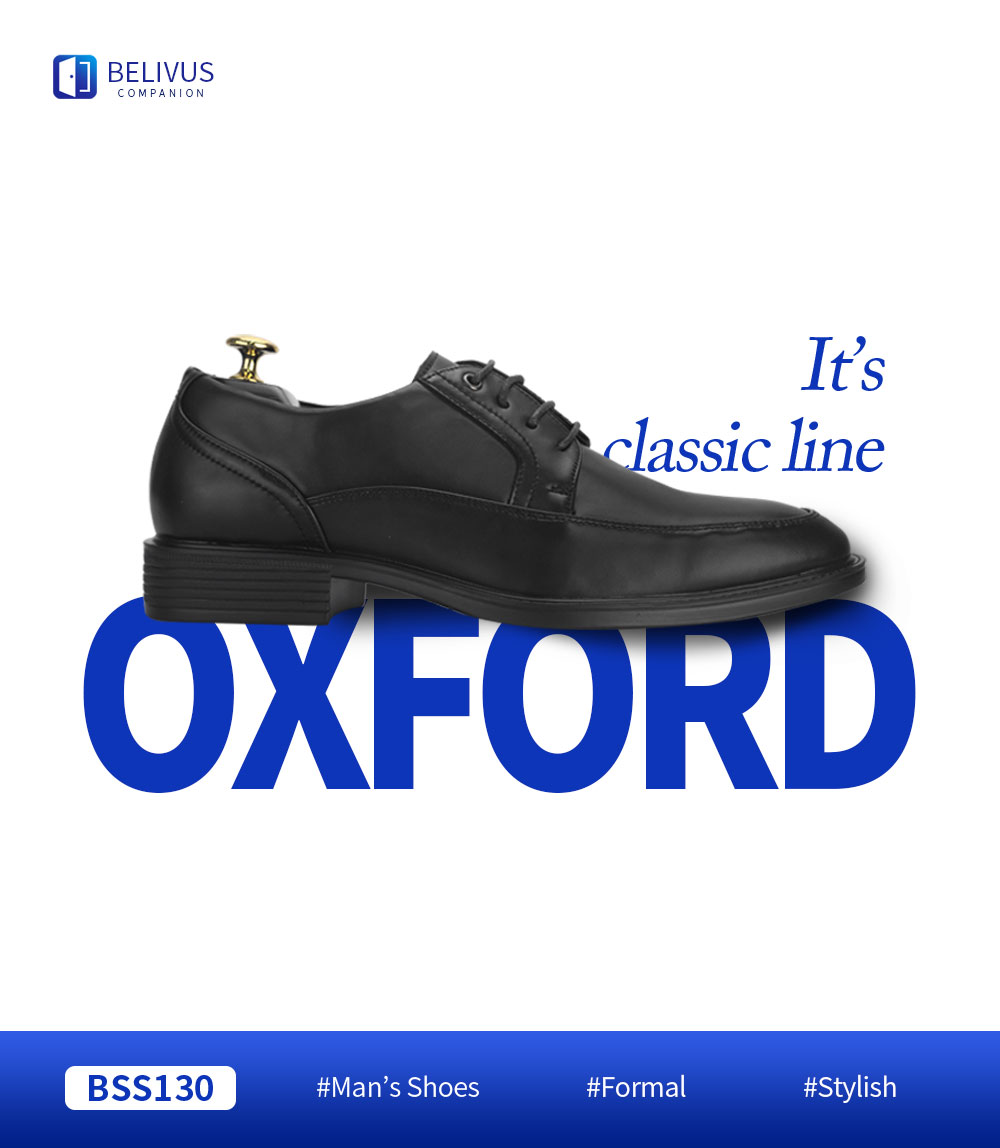 BELIVUS
COMPANION
It’s
classic line
OXFORD
BSS130 #Man’s Shoes #Formal #Stylish